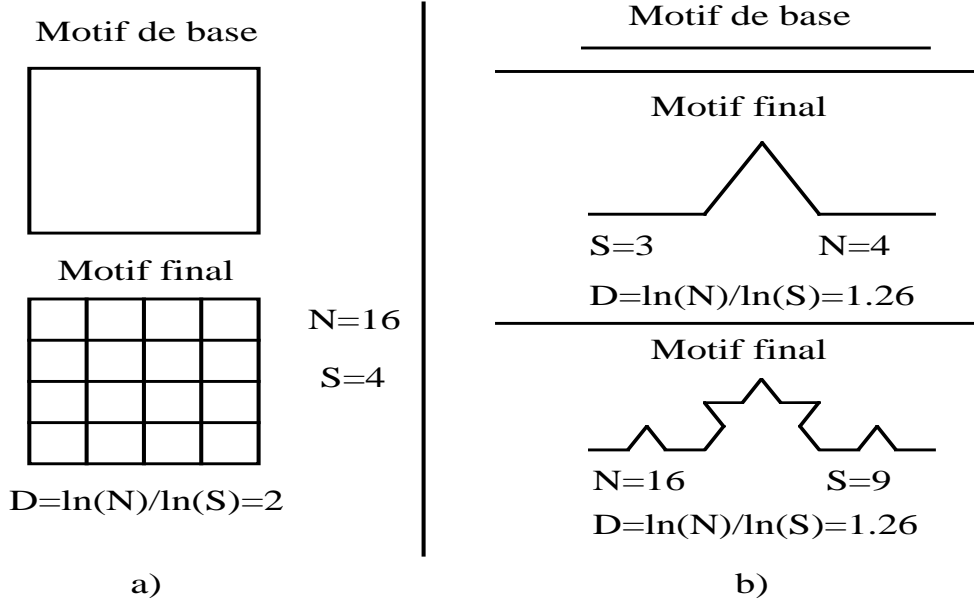 Motif de base
Motif final
N=16
S=4
D=ln(N)/ln(S)=2
a)
Motif de base
Motif final
S=3 N=4
D=ln(N)/ln(S)=1.26
Motif final
N=16 S=9
D=ln(N)/ln(S)=1.26
b)